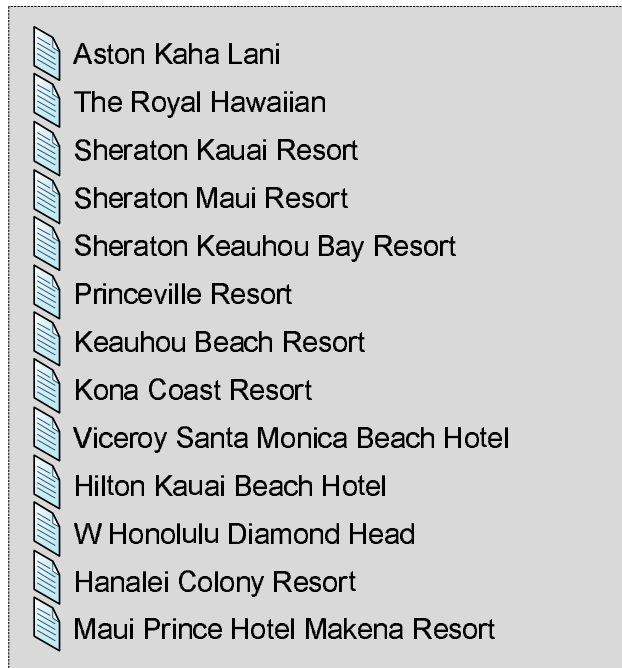 Aston Kaha Lani
The Royal Hawaiian
Sheraton Kauai Resort
Sheraton Maui Resort
Sheraton Keauhou Bay Resort
Princeville Resort
Keauhou Beach Resort
Kona Coast Resort
Viceroy Santa Monica Beach Hotel
Hilton Kauai Beach Hotel
W Honolulu Diamond Head
Hanalei Colony Resort
Maui Prince Hotel Makena Resort